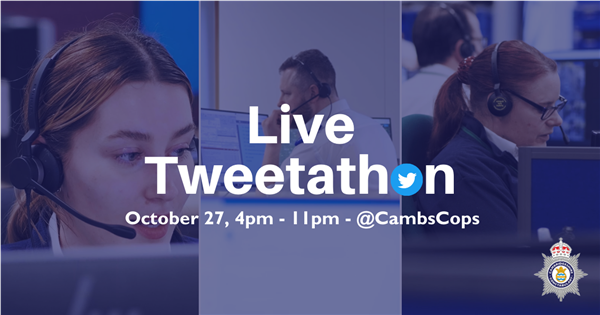 Live
Tweetathon
October 27, 4pm - 11pm - @CambsCops